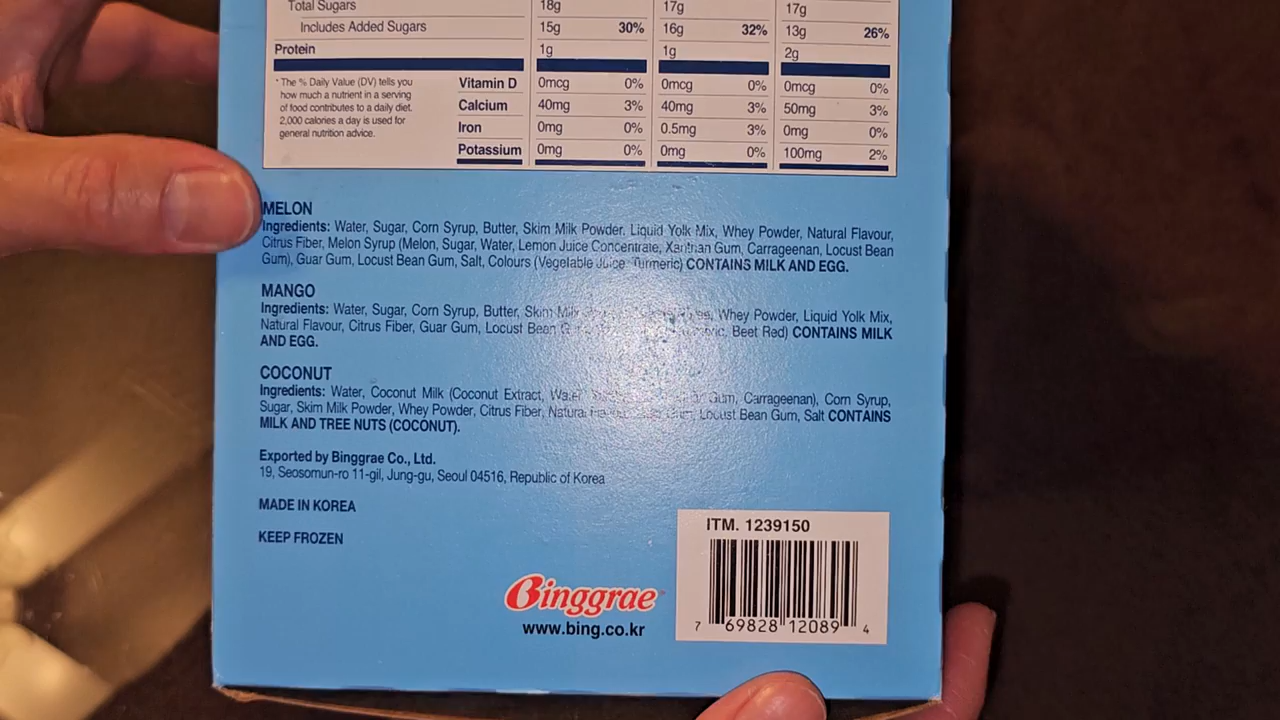 Total Sugars 18g 17g 17g
Includes Added Sugars 15g 30% 16g 32% 13g 26%
Protein 1g 1g 2g
* The % Daily Value (DV) tells you
how much a nutrient in a serving
of food contributes to a daily diet.
2,000 calories a day is used for
general nutrition advice.
Vitamin D 0mcg 0% 0mcg 0% 0mcg 0%
Calcium 40mg 3% 40mg 3% 50mg 3%
Iron 0mg 0% 0.5mg 3% 0mg 0%
Potassium 0mg 0% 0mg 0% 100mg 2%
MELON
Ingredients: Water, Sugar, Corn Syrup, Butter, Skim Milk Powder, Liquid Yolk Mix, Whey Powder, Natural Flavour,
Citrus Fiber, Melon Syrup (Melon, Sugar, Water, Lemon Juice Concentrate, Xanthan Gum, Carrageenan, Locust Bean
Gum), Guar Gum, Locust Bean Gum, Salt, Colours (Vegetable Juice, Turmeric) CONTAINS MILK AND EGG.
MANGO
Ingredients: Water, Sugar, Corn Syrup, Butter, Skim Milk Whey Powder, Liquid Yolk Mix,
Natural Flavour, Citrus Fiber, Guar Gum, Locust Bean Beet Red) CONTAINS MILK
AND EGG.
COCONUT
Ingredients: Water, Coconut Milk (Coconut Extract, Water Gum, Carrageenan), Corn Syrup,
Sugar, Skim Milk Powder, Whey Powder, Citrus Fiber, Natural Gum, Locust Bean Gum, Salt CONTAINS
MILK AND TREE NUTS (COCONUT).
Exported by Binggrae Co., Ltd.
19, Seosomun-ro 11-gil, Jung-gu, Seoul 04516, Republic of Korea
MADE IN KOREA
KEEP FROZEN
ITM. 1239150
7 69828 12089 4
Binggrae
www.bing.co.kr